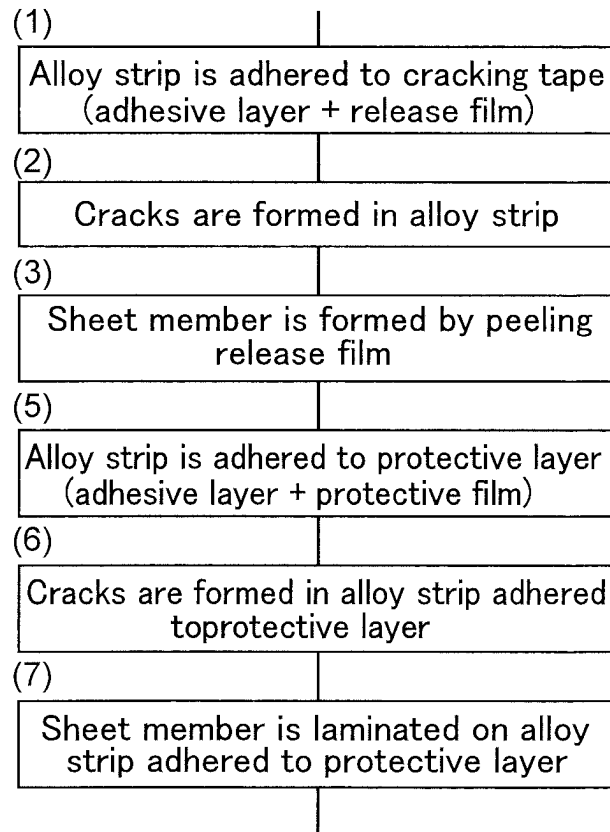 (1)
Alloy strip is adhered to cracking tape
(adhesive layer + release film)
(2)
Cracks are formed in alloy strip
(3)
Sheet member is formed by peeling
release film
(5)
Alloy strip is adhered to protective layer
(adhesive layer + protective film)
(6)
Cracks are formed in alloy strip adhered
toprotective layer
(7)
Sheet member is laminated on alloy
strip adhered to protective layer